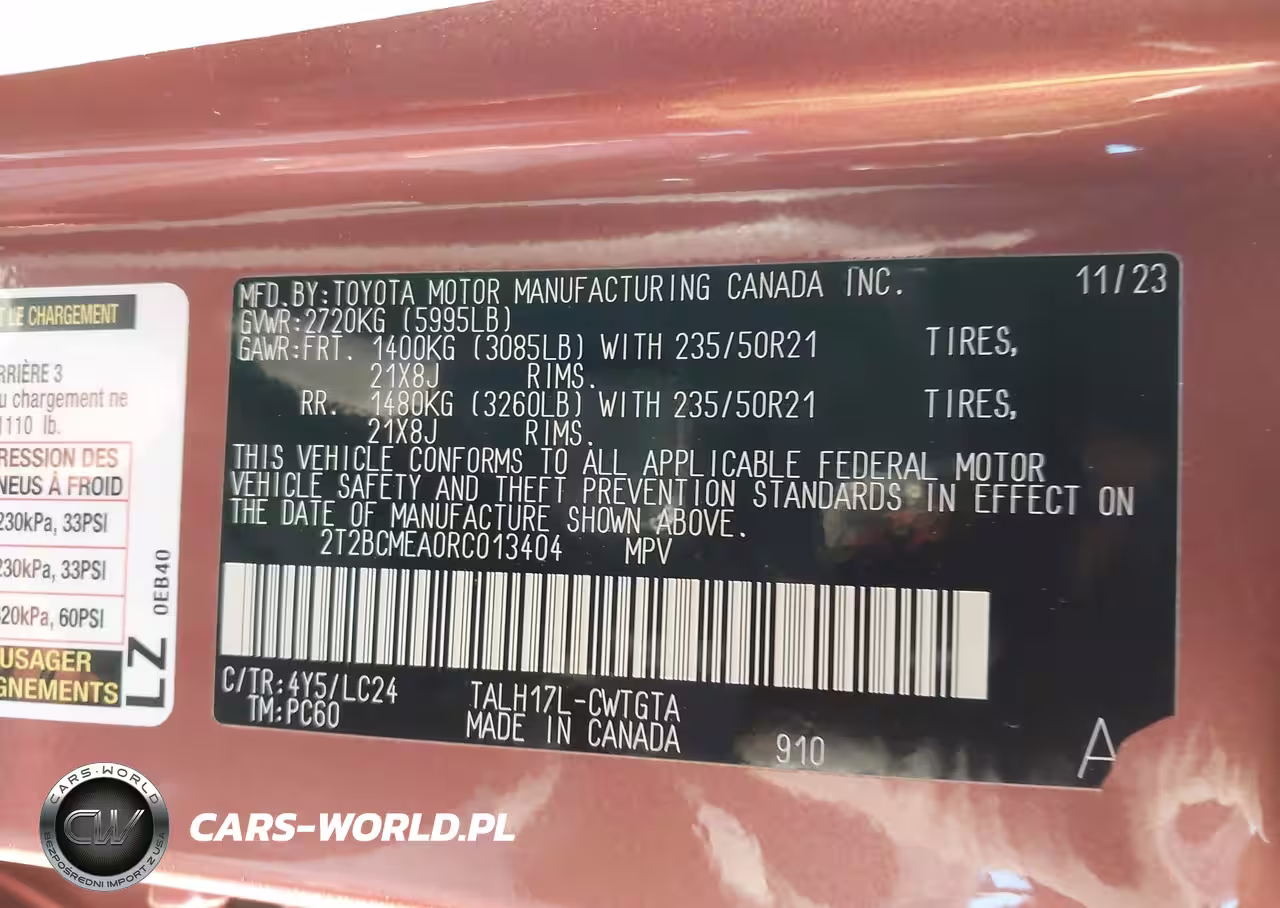 T LE CHARGEMENT
RRIÈRE 3
u chargement ne
1110 lb.
RESSION DES
NEUS À FROID
230kPa, 33PSI
230kPa, 33PSI
420kPa, 60PSI
USAGER
GNEMENTS
LZ 0EB40
MFD.BY:TOYOTA MOTOR MANUFACTURING CANADA INC. 11/23
GVWR:2720KG (5995LB)
GAWR:FRT. 1400KG (3085LB) WITH 235/50R21 TIRES,
21X8J RIMS.
RR. 1480KG (3260LB) WITH 235/50R21 TIRES,
21X8J RIMS.
THIS VEHICLE CONFORMS TO ALL APPLICABLE FEDERAL MOTOR
VEHICLE SAFETY AND THEFT PREVENTION STANDARDS IN EFFECT ON
THE DATE OF MANUFACTURE SHOWN ABOVE.
2T2BCMEA0RC013404 MPV
C/TR:4Y5/LC24 TALH17L-CWTGTA
TM:PC60 MADE IN CANADA 910 A
CARS-WORLD
CW
BEZPOŚREDNI IMPORT Z USA
CARS-WORLD.PL